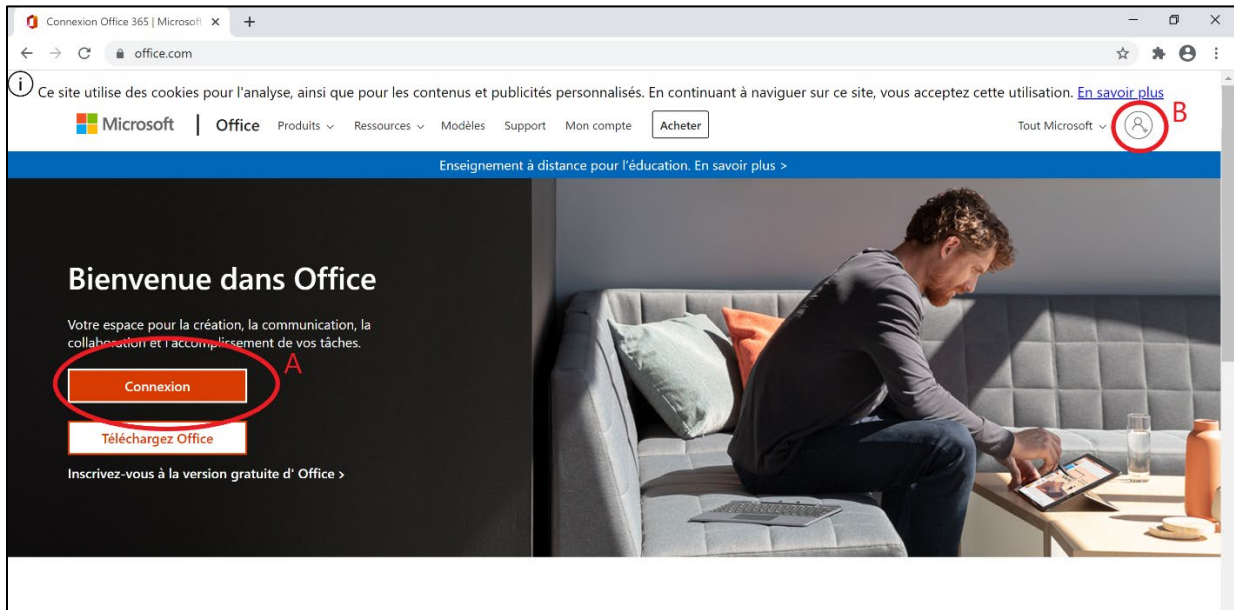 Connexion Office 365 | Microsoft
office.com
Ce site utilise des cookies pour l'analyse, ainsi que pour les contenus et publicités personnalisés. En continuant à naviguer sur ce site, vous acceptez cette utilisation. En savoir plus
Microsoft | Office Produits Ressources Modèles Support Mon compte Acheter Tout Microsoft B
Enseignement à distance pour l'éducation. En savoir plus >
Bienvenue dans Office
Votre espace pour la création, la communication, la
collaboration et l'accomplissement de vos tâches.
A
Connexion
Téléchargez Office
Inscrivez-vous à la version gratuite d' Office >